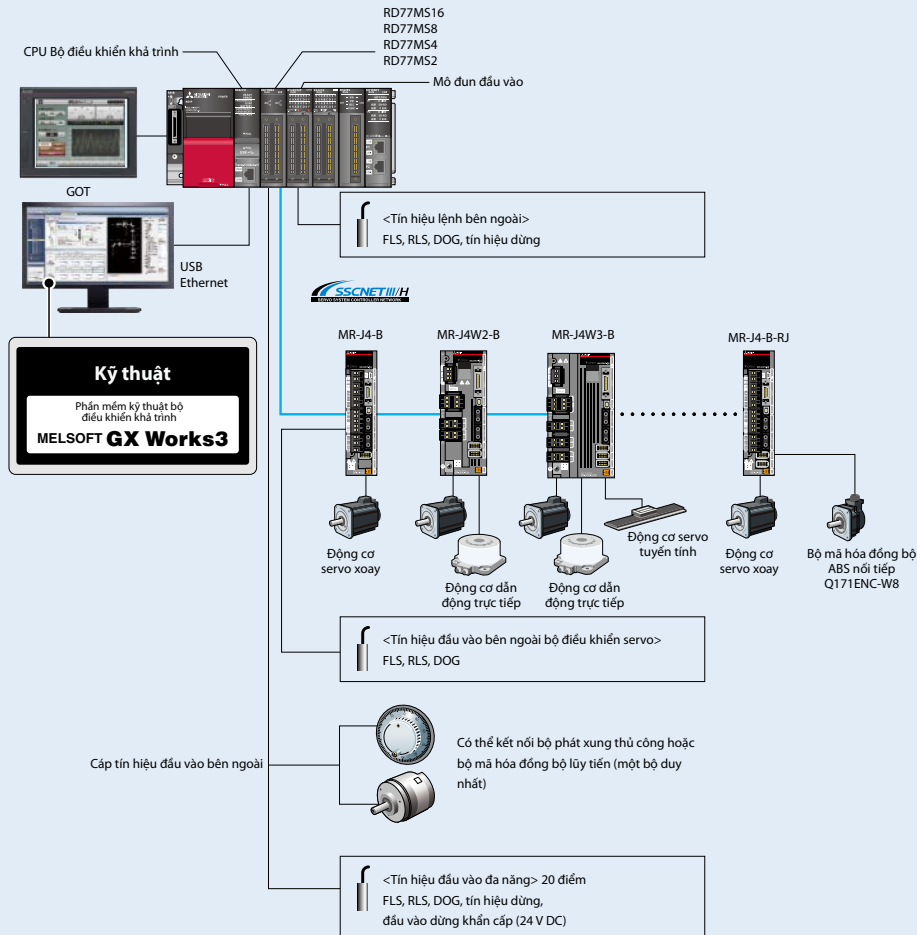 RD77MS16
RD77MS8
RD77MS4
RD77MS2
CPU Bộ điều khiển khả trình
Mô đun đầu vào
GOT
<Tín hiệu lệnh bên ngoài>
FLS, RLS, DOG, tín hiệu dừng
USB
Ethernet
SSCNETIII/H
SERVO SYSTEM CONTROLLER NETWORK
MR-J4-B
MR-J4W2-B
MR-J4W3-B
MR-J4-B-RJ
Kỹ thuật
Phần mềm kỹ thuật bộ
điều khiển khả trình
MELSOFT GX Works3
Động cơ
servo xoay
Động cơ dẫn
động trực tiếp
Động cơ dẫn
động trực tiếp
Động cơ servo
tuyến tính
Động cơ
servo xoay
Bộ mã hóa đồng bộ
ABS nối tiếp
Q171ENC-W8
<Tín hiệu đầu vào bên ngoài bộ điều khiển servo>
FLS, RLS, DOG
Cáp tín hiệu đầu vào bên ngoài
Có thể kết nối bộ phát xung thủ công hoặc
bộ mã hóa đồng bộ lũy tiến (một bộ duy
nhất)
<Tín hiệu đầu vào đa năng> 20 điểm
FLS, RLS, DOG, tín hiệu dừng,
đầu vào dừng khẩn cấp (24 V DC)